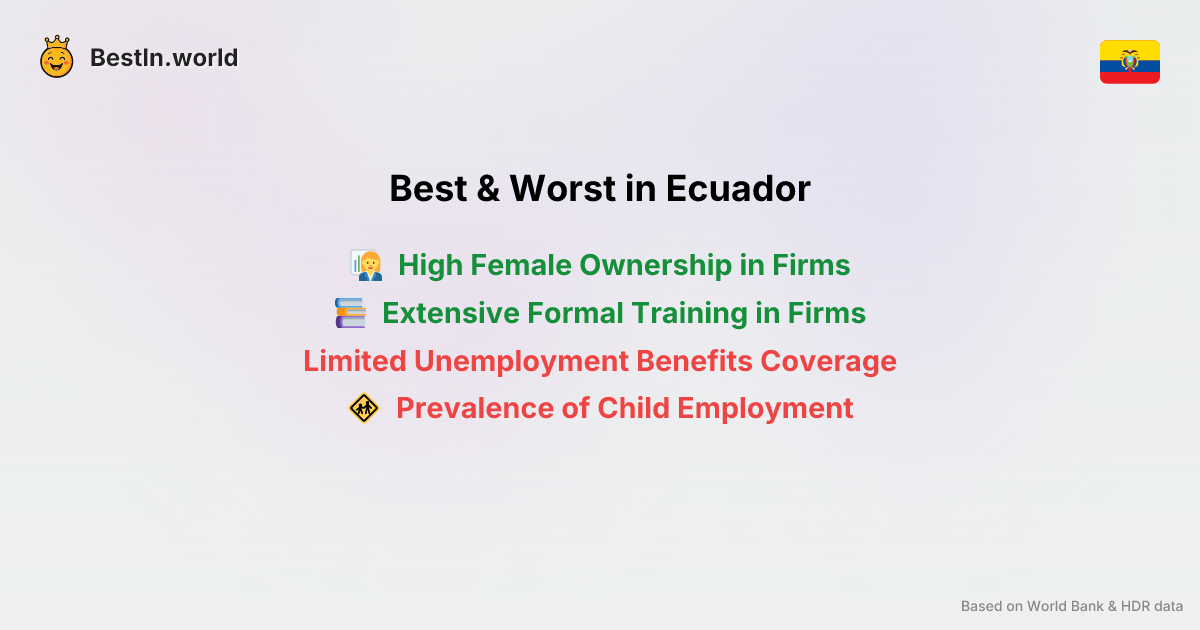 BestIn.world
Best & Worst in Ecuador
High Female Ownership in Firms
Extensive Formal Training in Firms
Limited Unemployment Benefits Coverage
Prevalence of Child Employment
Based on World Bank & HDR data